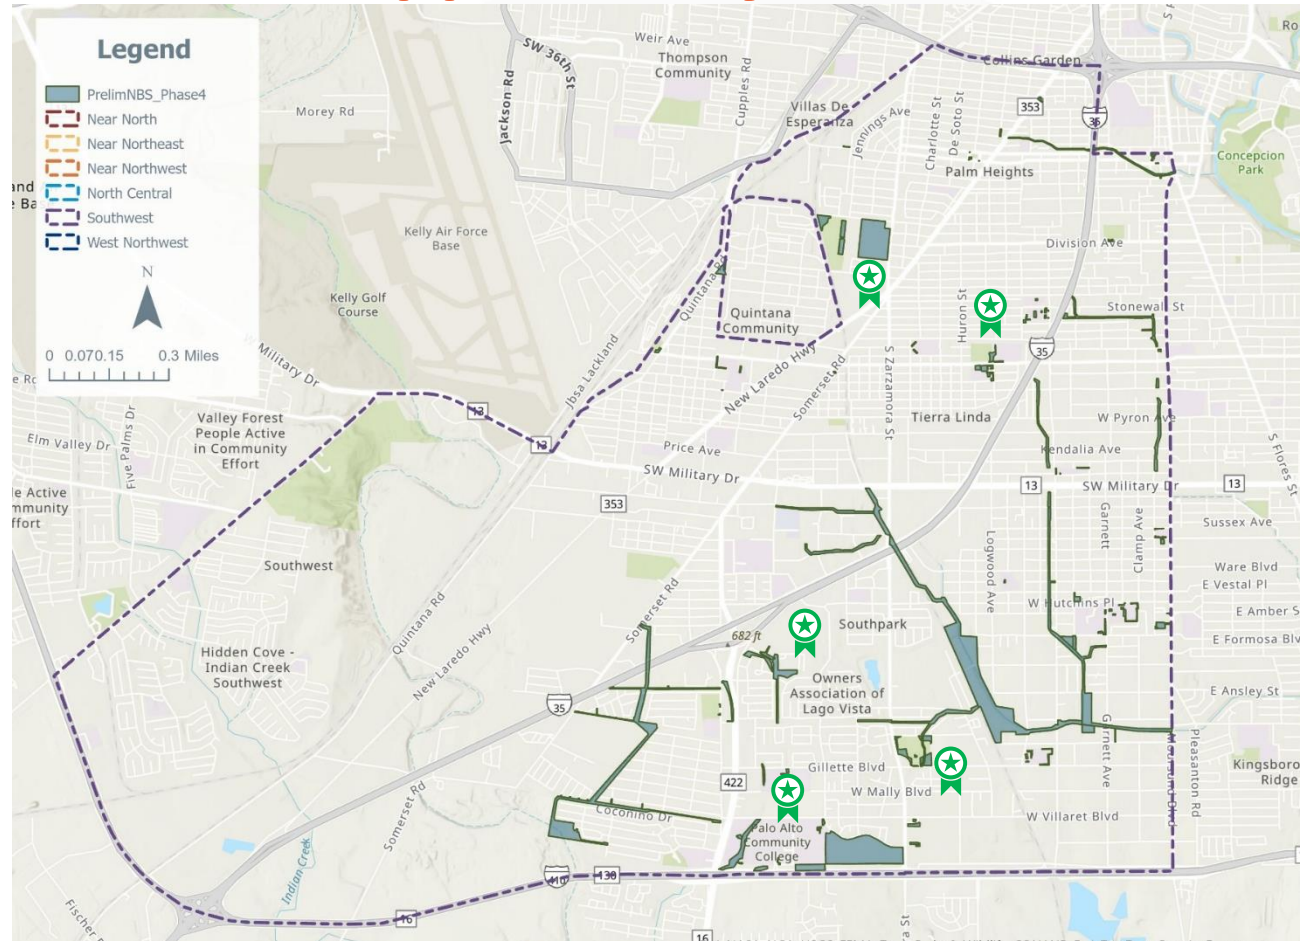 Legend
PrelimNBS_Phase4
Near North
Near Northeast
Near Northwest
North Central
Southwest
West Northwest
N
0 0.07 0.15 0.3 Miles
Weir Ave
SW 36th St
Thompson
Community
Jackson Rd
Cupples Rd
Collins Garden
Morey Rd
Villas De
Esperanza
Jennings Ave
Charlotte St
De Soto St
353
35
Palm Heights
Concepcion
Park
Kelly Air Force
Base
Division Ave
Quintana Rd
Kelly Golf
Course
Quintana
Community
Huron St
Stonewall St
35
W Military Dr
Jbsa Lackland
New Laredo Hwy
Somerset Rd
S Zarzamora St
Valley Forest
People Active
in Community
Effort
13
13
Tierra Linda
W Pyron Ave
Elm Valley Dr
Five Palms Dr
Price Ave
Kendalia Ave
S Flores St
SW Military Dr
13
SW Military Dr
13
353
Garnett
Clamp Ave
Sussex Ave
Logwood Ave
Southwest
Ware Blvd
E Vestal Pl
Somerset Rd
W Hutchins Pl
E Amber S
Quintana Rd
New Laredo Hwy
682 ft
Southpark
E Formosa Blv
Hidden Cove -
Indian Creek
Southwest
Owners
Association of
Lago Vista
E Ansley St
35
Garnett Ave
Pleasanton Rd
Gillette Blvd
Kingsboro
Ridge
422
W Mally Blvd
Somerset Rd
Coconino Dr
W Villaret Blvd
Palo Alto
Community
College
Indian Creek
410
130
16
16